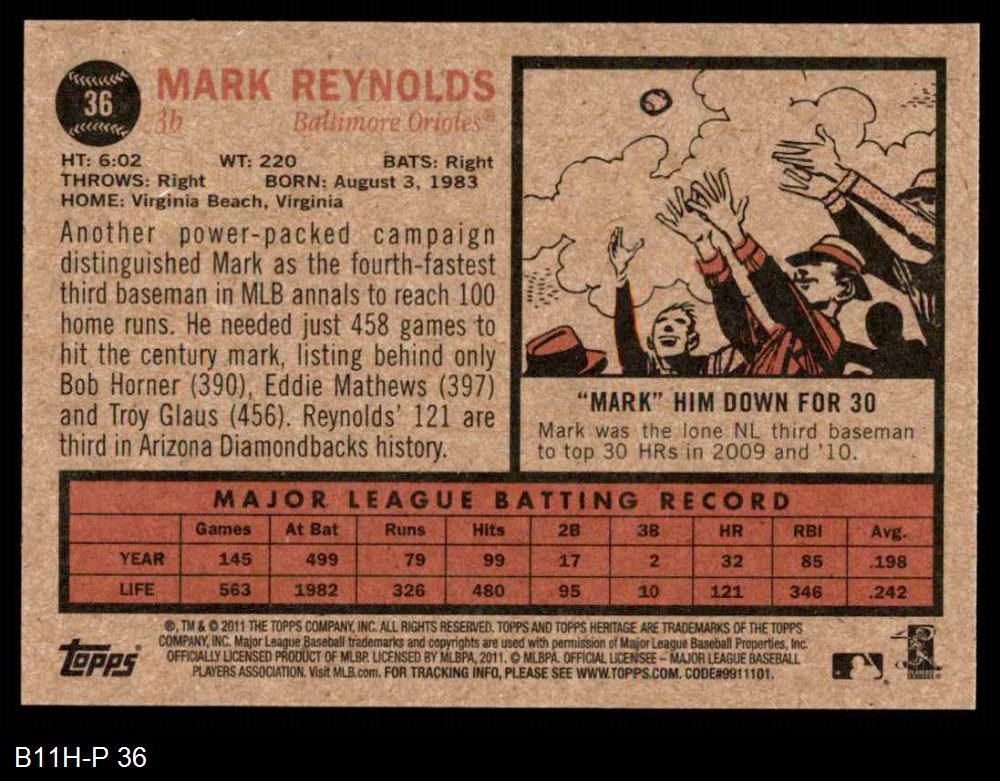 36
MARK REYNOLDS
3b
Baltimore Orioles®
HT: 6:02 WT: 220 BATS: Right
THROWS: Right BORN: August 3, 1983
HOME: Virginia Beach, Virginia
Another power-packed campaign
distinguished Mark as the fourth-fastest
third baseman in MLB annals to reach 100
home runs. He needed just 458 games to
hit the century mark, listing behind only
Bob Horner (390), Eddie Mathews (397)
and Troy Glaus (456). Reynolds' 121 are
third in Arizona Diamondbacks history.
"MARK" HIM DOWN FOR 30
Mark was the lone NL third baseman
to top 30 HRs in 2009 and '10.
MAJOR LEAGUE BATTING RECORD
Games At Bat Runs Hits 2B 3B HR RBI Avg.
YEAR 145 499 79 99 17 2 32 85 .198
LIFE 563 1982 326 480 95 10 121 346 .242
Topps
®, TM & © 2011 THE TOPPS COMPANY, INC. ALL RIGHTS RESERVED. TOPPS AND TOPPS HERITAGE ARE TRADEMARKS OF THE TOPPS
COMPANY, INC. Major League Baseball trademarks and copyrights are used with permission of Major League Baseball Properties, Inc.
OFFICIALLY LICENSED PRODUCT OF MLBP. LICENSED BY MLBPA, 2011. © MLBPA. OFFICIAL LICENSEE – MAJOR LEAGUE BASEBALL
PLAYERS ASSOCIATION. Visit MLB.com. FOR TRACKING INFO, PLEASE SEE WWW.TOPPS.COM. CODE#9911101.
B11H-P 36